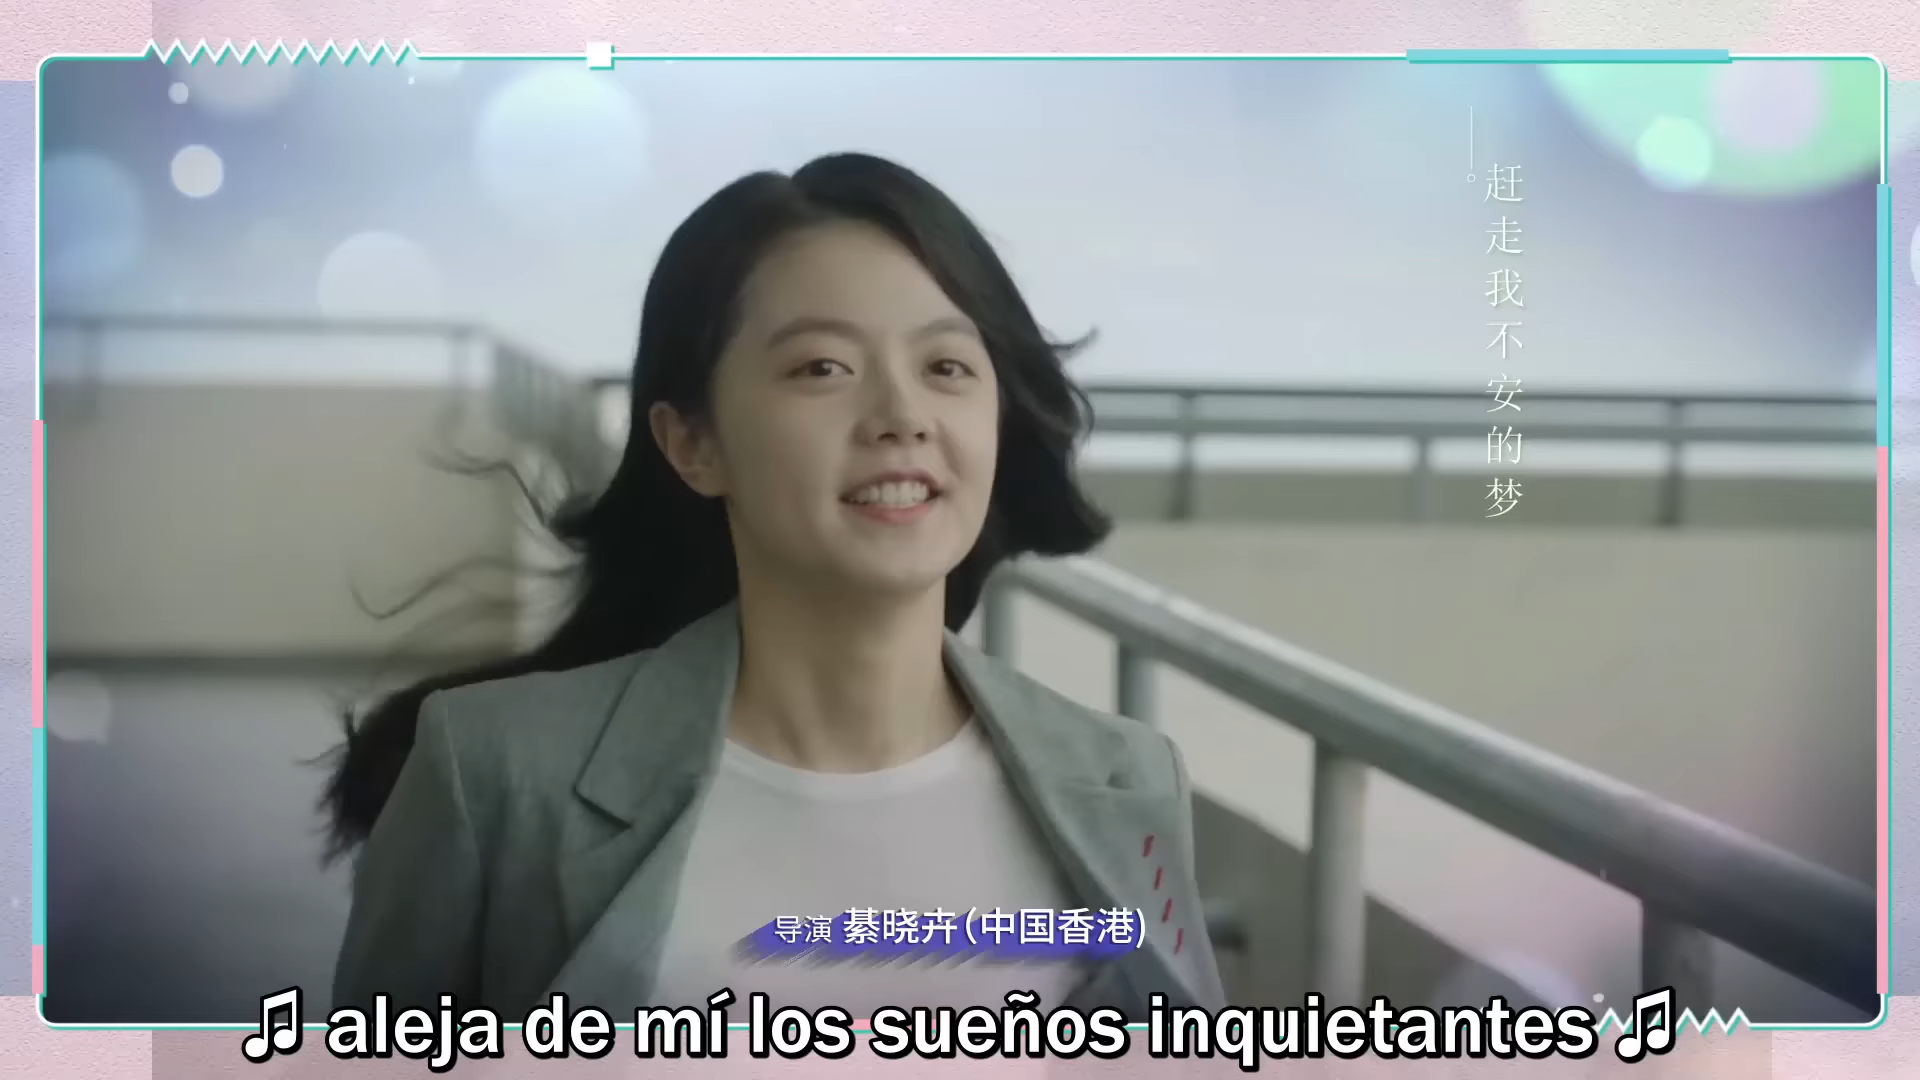 赶走我不安的梦
导演 綦晓卉(中国香港)
♫ aleja de mí los sueños inquietantes ♫